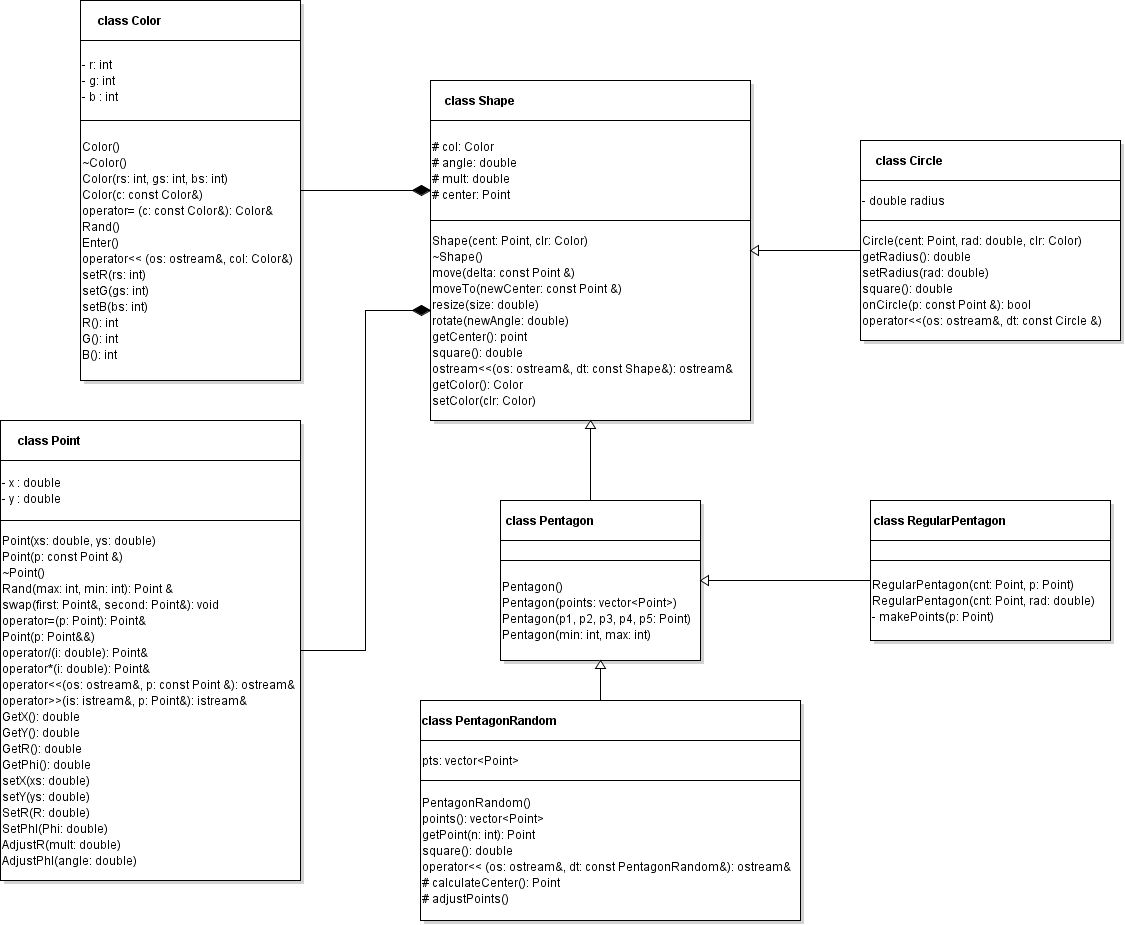 class Color
- r: int
- g: int
- b : int
Color()
~Color()
Color(rs: int, gs: int, bs: int)
Color(c: const Color&)
operator= (c: const Color&): Color&
Rand()
Enter()
operator<< (os: ostream&, col: Color&)
setR(rs: int)
setG(gs: int)
setB(bs: int)
R(): int
G(): int
B(): int
class Shape
# col: Color
# angle: double
# mult: double
# center: Point
Shape(cent: Point, clr: Color)
~Shape()
move(delta: const Point &)
moveTo(newCenter: const Point &)
resize(size: double)
rotate(newAngle: double)
getCenter(): point
square(): double
ostream<<(os: ostream&, dt: const Shape&): ostream&
getColor(): Color
setColor(clr: Color)
class Circle
- double radius
Circle(cent: Point, rad: double, clr: Color)
getRadius(): double
setRadius(rad: double)
square(): double
onCircle(p: const Point &): bool
operator<<(os: ostream&, dt: const Circle &)
class Point
- x : double
- y : double
Point(xs: double, ys: double)
Point(p: const Point &)
~Point()
Rand(max: int, min: int): Point &
swap(first: Point&, second: Point&): void
operator=(p: Point): Point&
Point(p: Point&&)
operator/(i: double): Point&
operator*(i: double): Point&
operator<<(os: ostream&, p: const Point &): ostream&
operator>>(is: istream&, p: Point&): istream&
GetX(): double
GetY(): double
GetR(): double
GetPhi(): double
setX(xs: double)
setY(ys: double)
SetR(R: double)
SetPhI(Phi: double)
AdjustR(mult: double)
AdjustPhI(angle: double)
class Pentagon
Pentagon()
Pentagon(points: vector<Point>)
Pentagon(p1, p2, p3, p4, p5: Point)
Pentagon(min: int, max: int)
class RegularPentagon
RegularPentagon(cnt: Point, p: Point)
RegularPentagon(cnt: Point, rad: double)
- makePoints(p: Point)
class PentagonRandom
pts: vector<Point>
PentagonRandom()
points(): vector<Point>
getPoint(n: int): Point
square(): double
operator<< (os: ostream&, dt: const PentagonRandom&): ostream&
# calculateCenter(): Point
# adjustPoints()